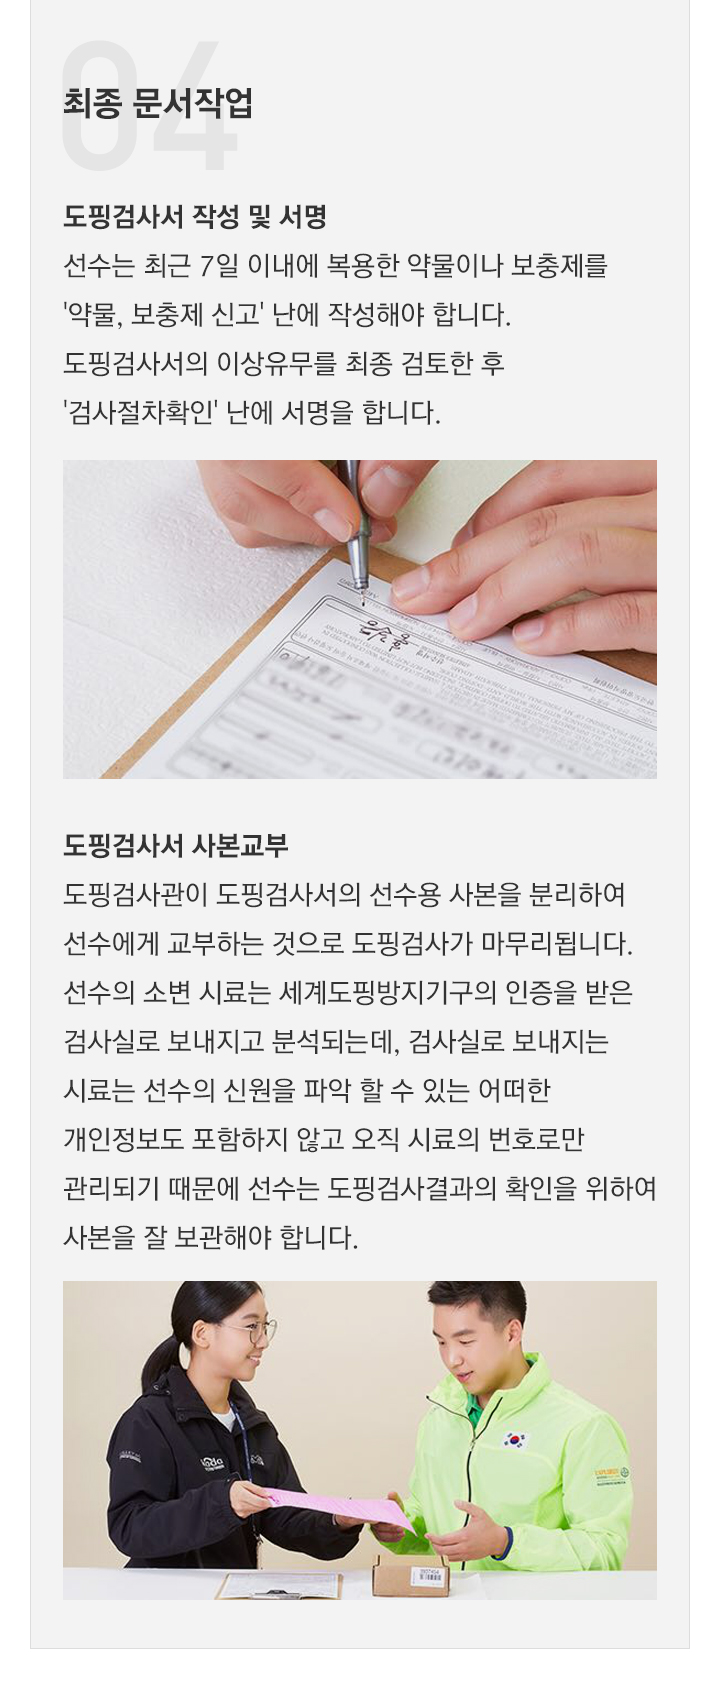 04
최종 문서작업
도핑검사서 작성 및 서명
선수는 최근 7일 이내에 복용한 약물이나 보충제를
'약물, 보충제 신고' 난에 작성해야 합니다.
도핑검사서의 이상유무를 최종 검토한 후
'검사절차확인' 난에 서명을 합니다.
도핑검사서 사본교부
도핑검사관이 도핑검사서의 선수용 사본을 분리하여
선수에게 교부하는 것으로 도핑검사가 마무리됩니다.
선수의 소변 시료는 세계도핑방지기구의 인증을 받은
검사실로 보내지고 분석되는데, 검사실로 보내지는
시료는 선수의 신원을 파악 할 수 있는 어떠한
개인정보도 포함하지 않고 오직 시료의 번호로만
관리되기 때문에 선수는 도핑검사결과의 확인을 위하여
사본을 잘 보관해야 합니다.